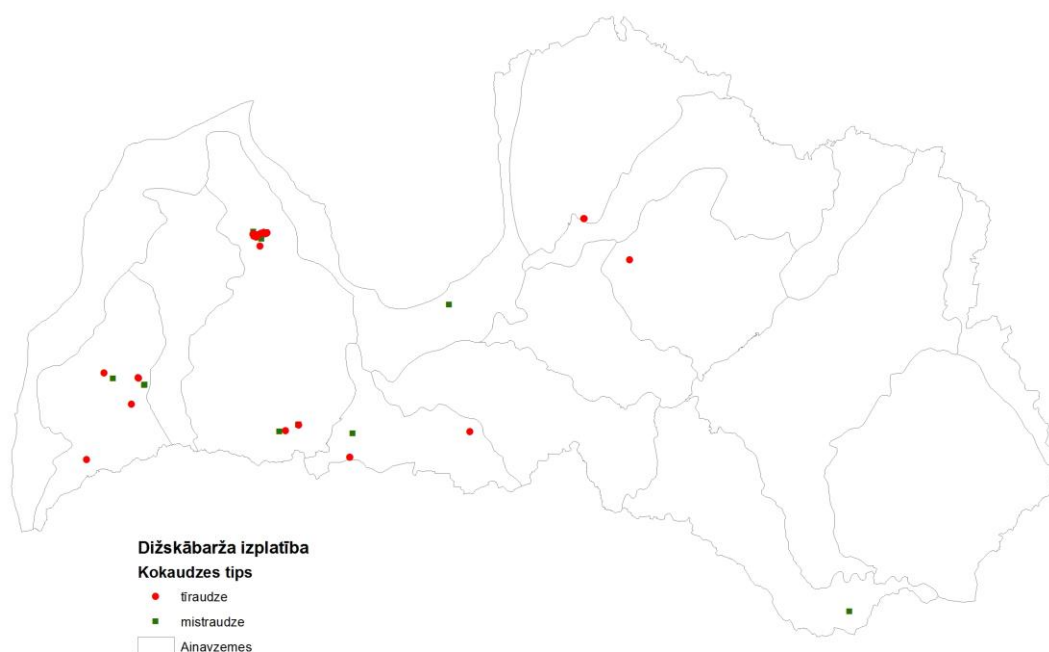 Dižskābarža izplatība
Kokaudzes tips
tīraudze
mistraudze
Ainavzemes